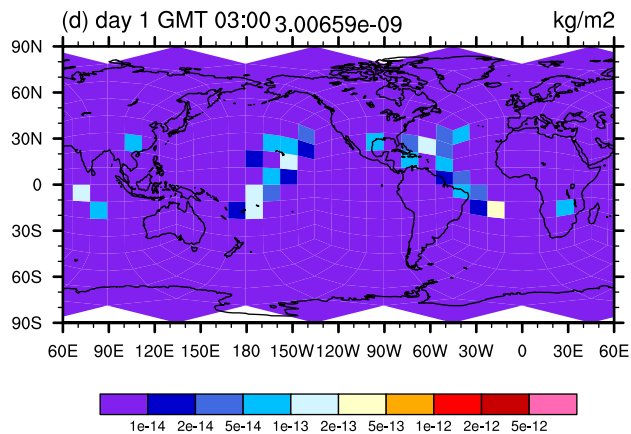 (d) day 1 GMT 03:00 3.00659e-09 kg/m2
90N
60N
30N
0
30S
60S
90S
60E 90E 120E 150E 180 150W 120W 90W 60W 30W 0 30E 60E
1e-14 2e-14 5e-14 1e-13 2e-13 5e-13 1e-12 2e-12 5e-12